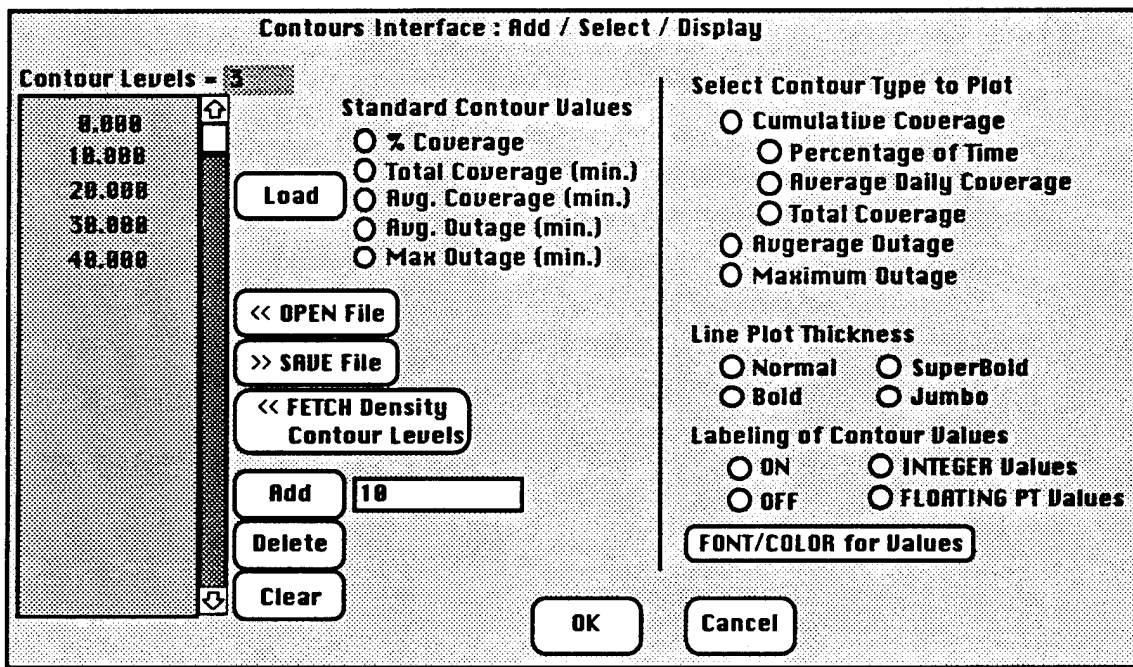 Contours Interface : Add / Select / Display
Contour Levels = 3
0.000
10.000
20.000
30.000
40.000
Standard Contour Values
% Coverage
Total Coverage (min.)
Avg. Coverage (min.)
Avg. Outage (min.)
Max Outage (min.)
Load
<< OPEN File
>> SAVE File
<< FETCH Density
Contour Levels
Add 10
Delete
Clear
Select Contour Type to Plot
Cumulative Coverage
Percentage of Time
Average Daily Coverage
Total Coverage
Avgerage Outage
Maximum Outage
Line Plot Thickness
Normal SuperBold
Bold Jumbo
Labeling of Contour Values
ON INTEGER Values
OFF FLOATING PT Values
FONT/COLOR for Values
OK Cancel